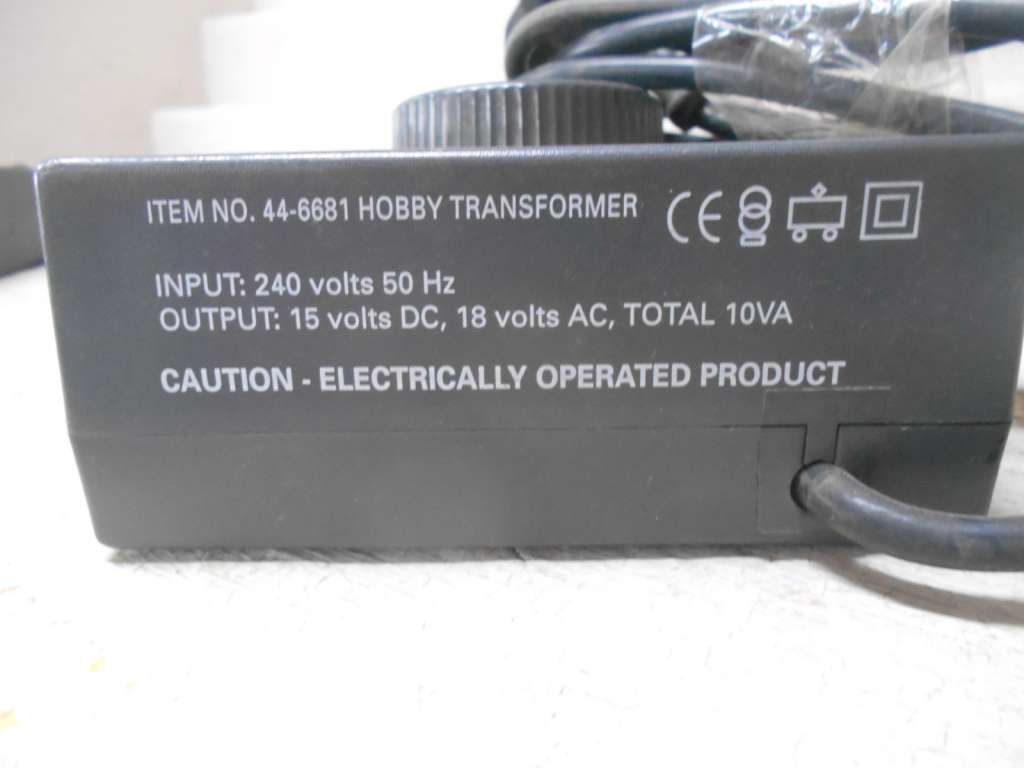 ITEM NO. 44-6681 HOBBY TRANSFORMER CE
INPUT: 240 volts 50 Hz
OUTPUT: 15 volts DC, 18 volts AC, TOTAL 10VA
CAUTION - ELECTRICALLY OPERATED PRODUCT